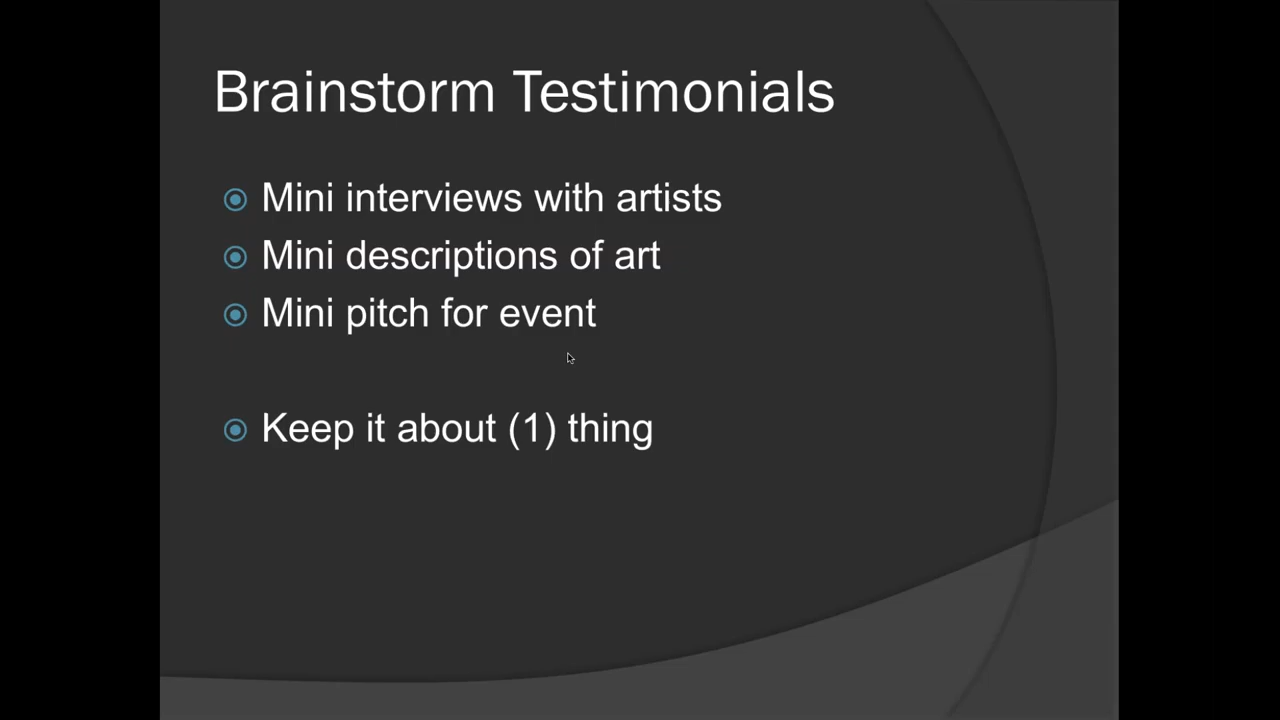 Brainstorm Testimonials
Mini interviews with artists
Mini descriptions of art
Mini pitch for event
Keep it about (1) thing